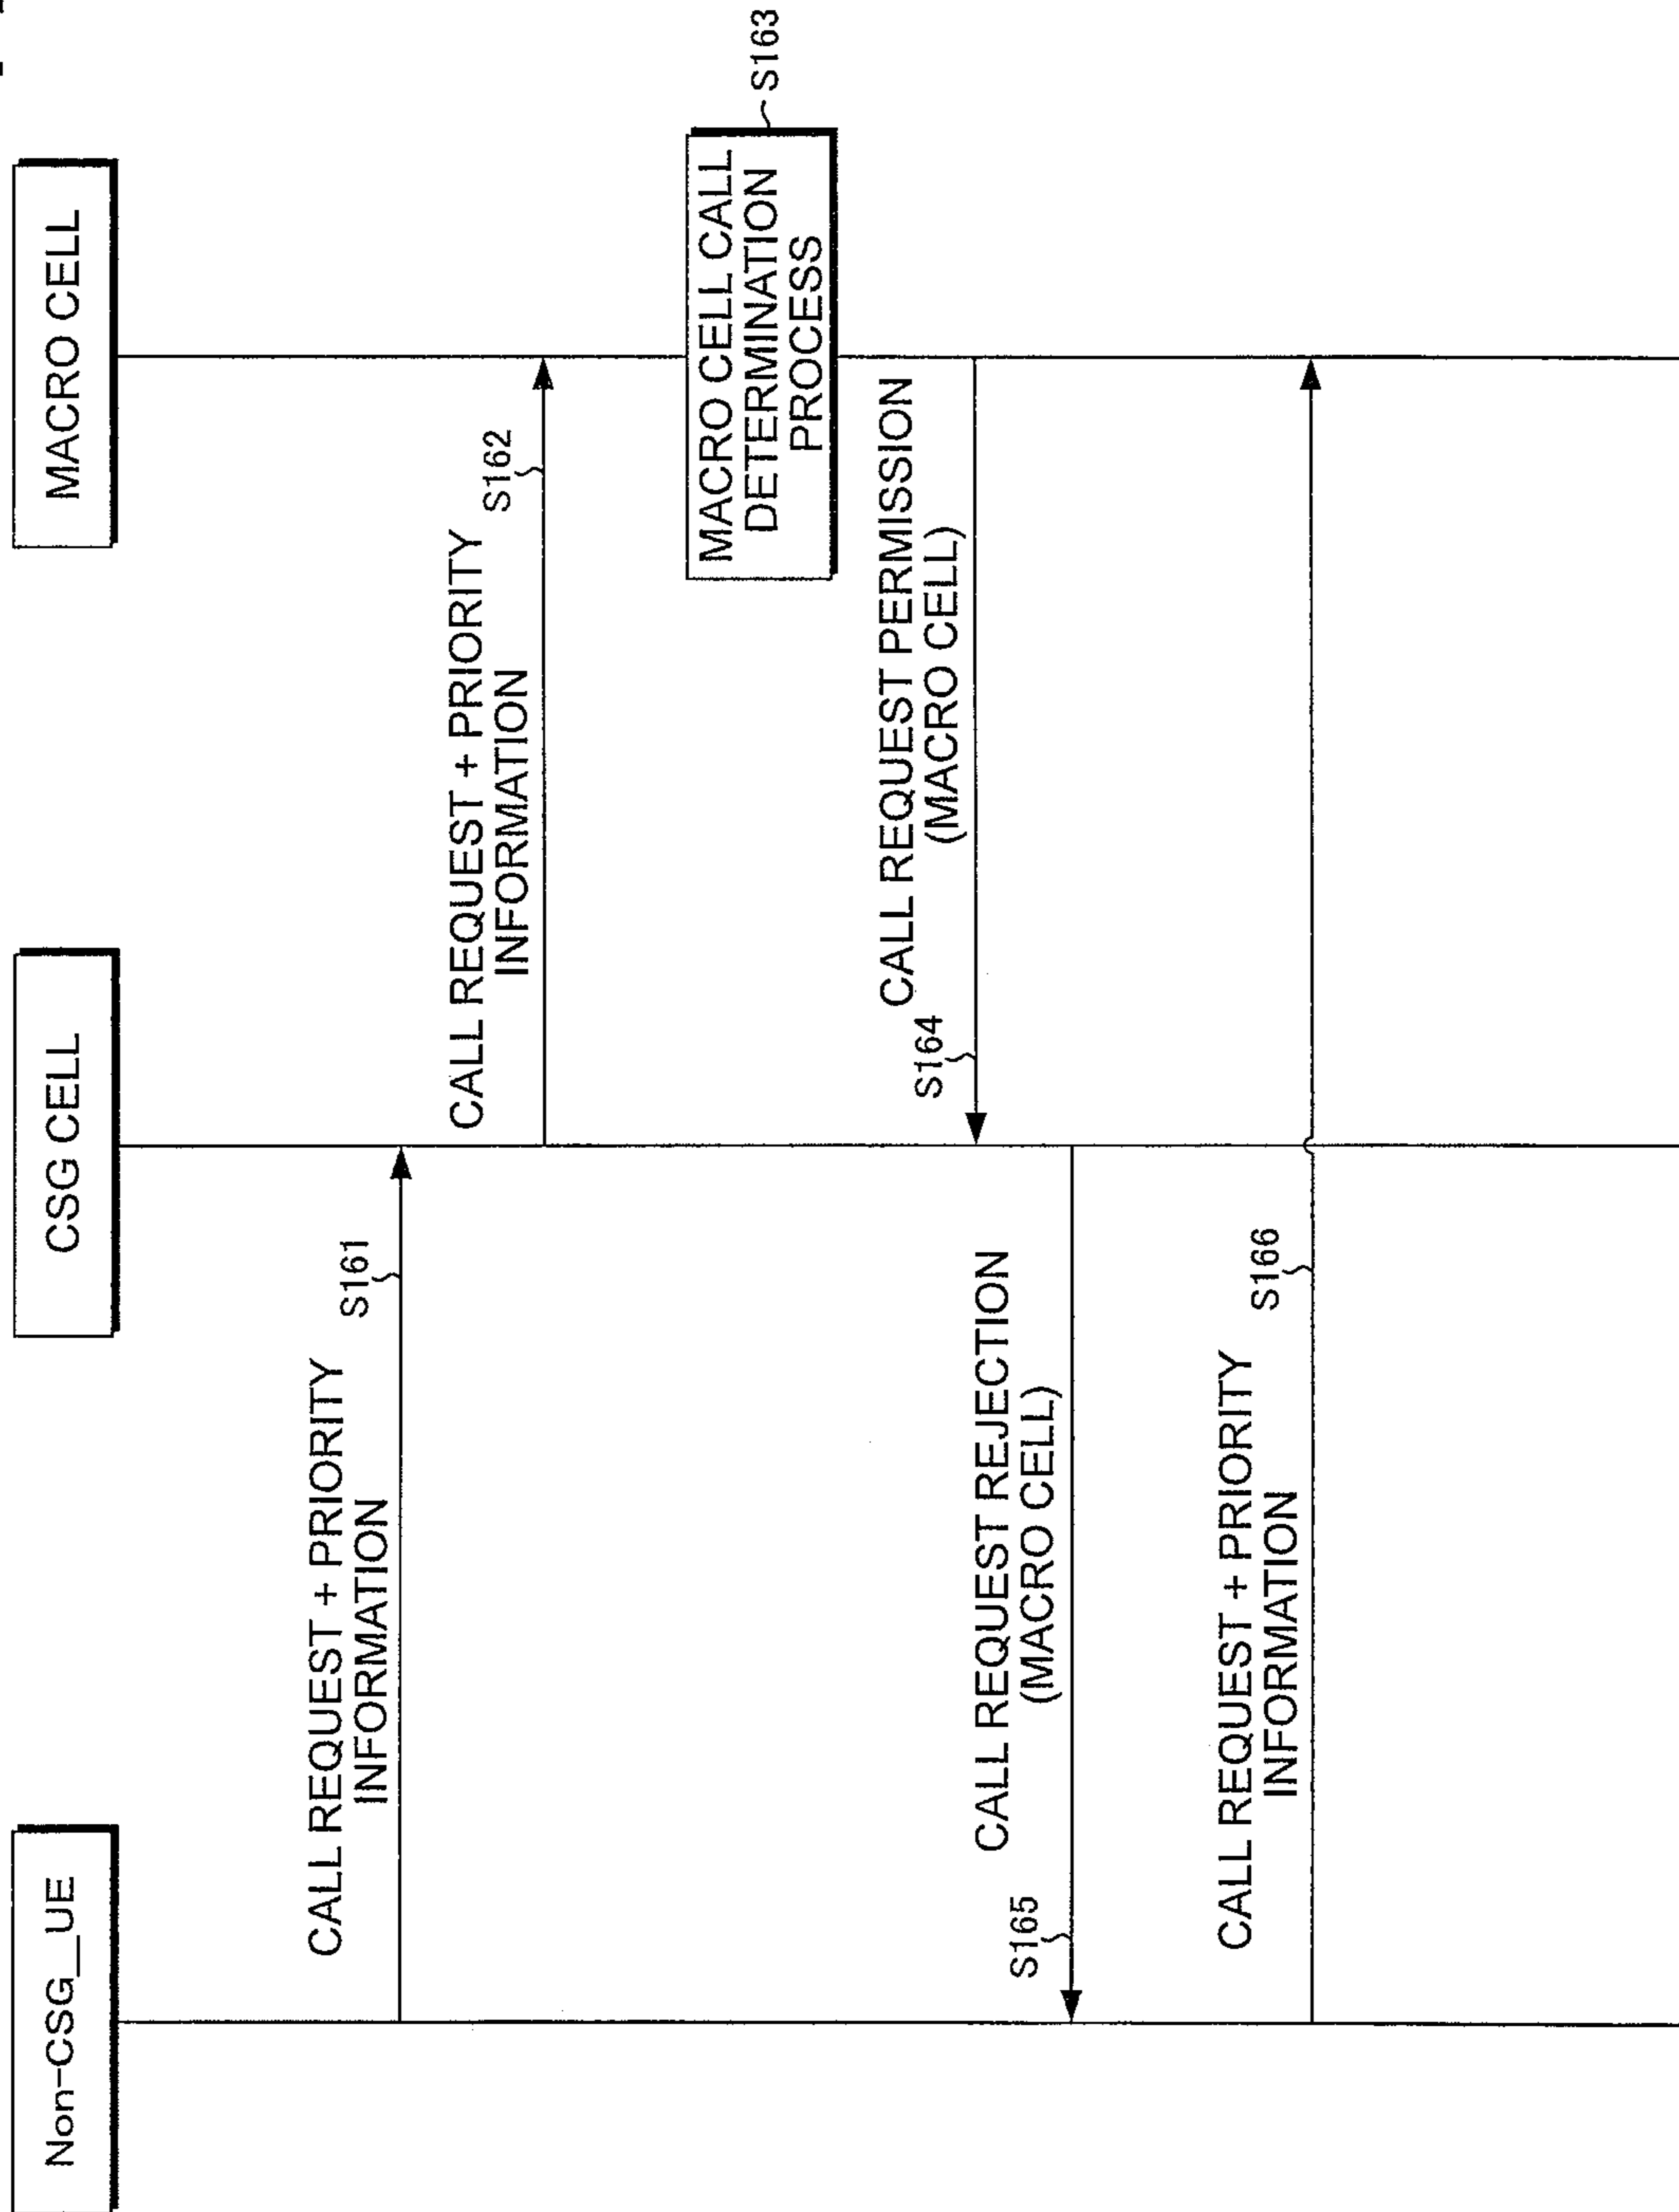 Non-CSG_UE
CSG CELL
MACRO CELL
CALL REQUEST + PRIORITY
INFORMATION
S161
CALL REQUEST + PRIORITY
INFORMATION
S162
MACRO CELL CALL
DETERMINATION
PROCESS
S163
CALL REQUEST PERMISSION
(MACRO CELL)
S164
CALL REQUEST REJECTION
(MACRO CELL)
S165
CALL REQUEST + PRIORITY
INFORMATION
S166